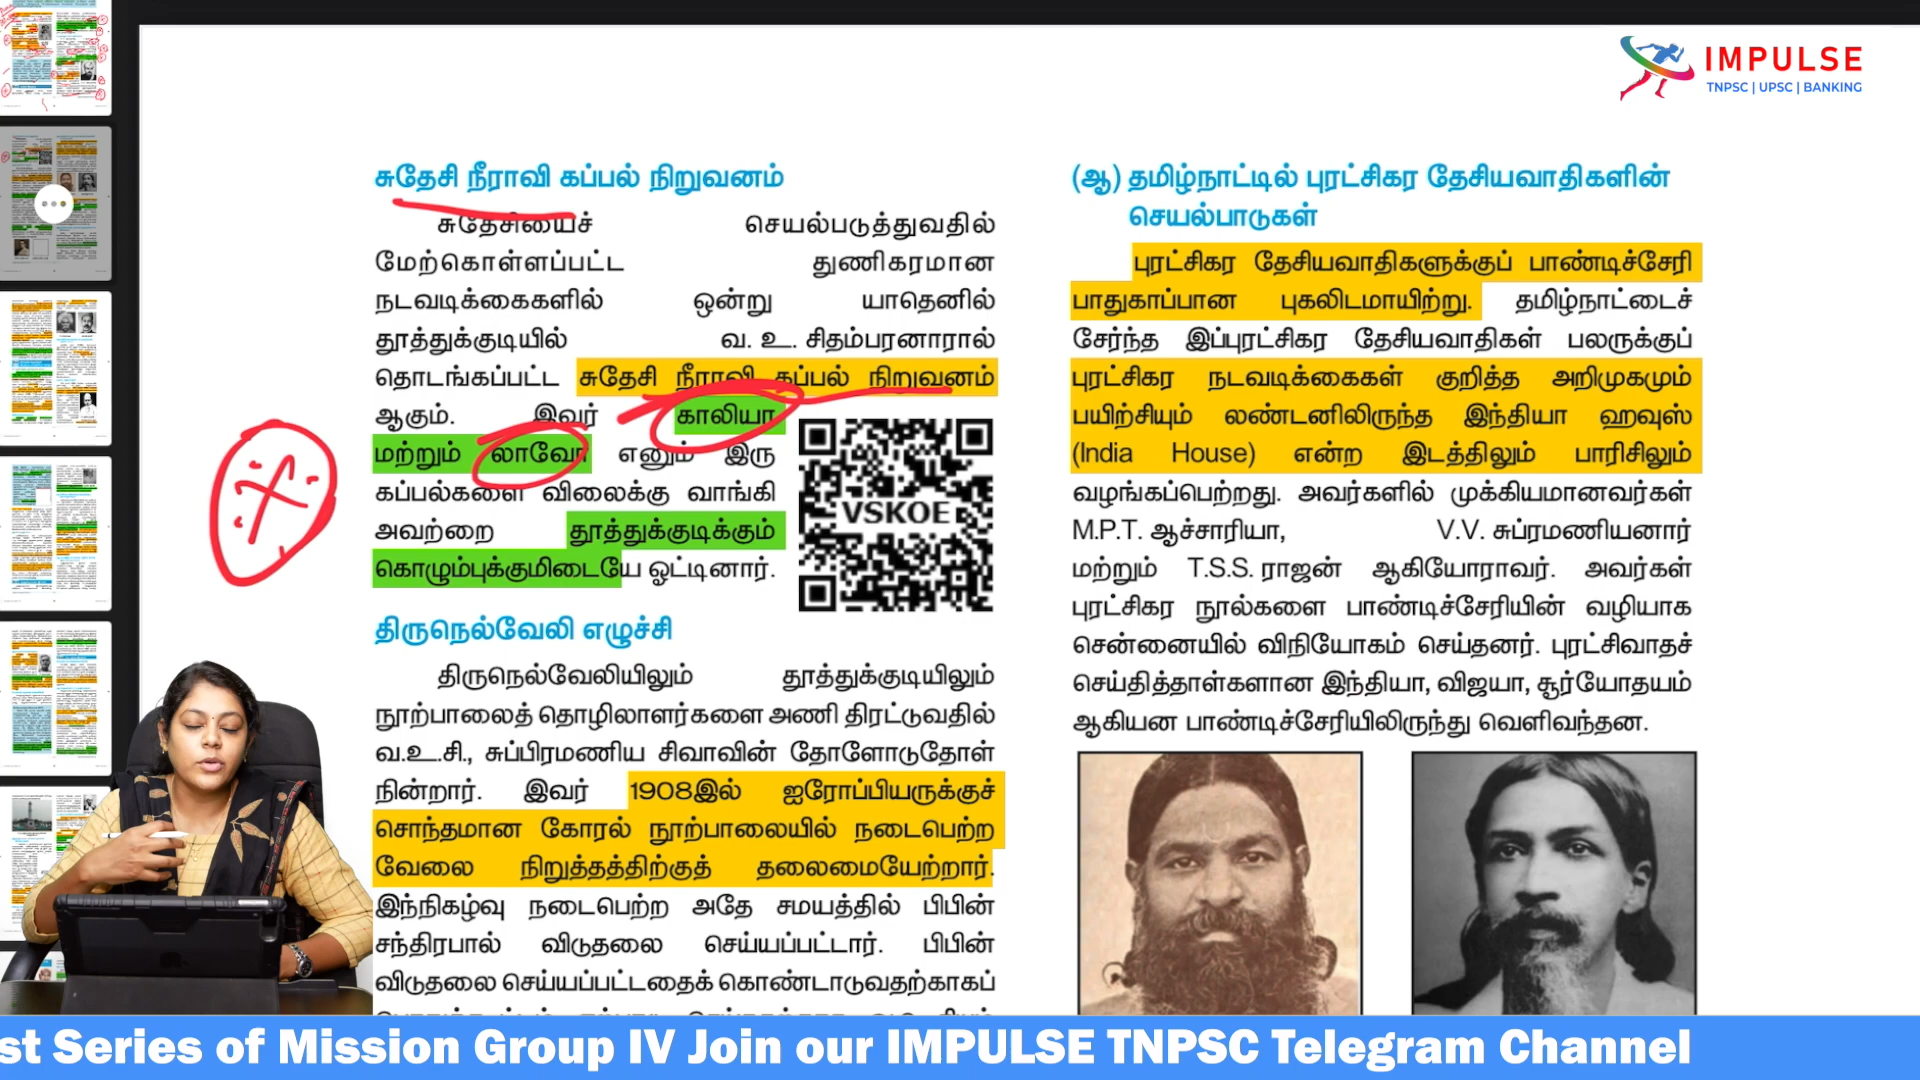 IMPULSE
TNPSC | UPSC | BANKING
சுதேசி நீராவி கப்பல் நிறுவனம்
சுதேசியைச் செயல்படுத்துவதில்
மேற்கொள்ளப்பட்ட துணிகரமான
நடவடிக்கைகளில் ஒன்று யாதெனில்
தூத்துக்குடியில் வ. உ. சிதம்பரனாரால்
தொடங்கப்பட்ட சுதேசி நீராவி கப்பல் நிறுவனம்
ஆகும். இவர் காலியா
மற்றும் லாவோ எனும் இரு
கப்பல்களை விலைக்கு வாங்கி
அவற்றை தூத்துக்குடிக்கும்
கொழும்புக்குமிடையே ஓட்டினார்.
VSKOE
திருநெல்வேலி எழுச்சி
திருநெல்வேலியிலும் தூத்துக்குடியிலும்
நூற்பாலைத் தொழிலாளர்களை அணி திரட்டுவதில்
வ.உ.சி., சுப்பிரமணிய சிவாவின் தோளோடுதோள்
நின்றார். இவர் 1908இல் ஐரோப்பியருக்குச்
சொந்தமான கோரல் நூற்பாலையில் நடைபெற்ற
வேலை நிறுத்தத்திற்குத் தலைமையேற்றார்.
இந்நிகழ்வு நடைபெற்ற அதே சமயத்தில் பிபின்
சந்திரபால் விடுதலை செய்யப்பட்டார். பிபின்
விடுதலை செய்யப்பட்டதைக் கொண்டாடுவதற்காகப்
(ஆ) தமிழ்நாட்டில் புரட்சிகர தேசியவாதிகளின்
செயல்பாடுகள்
புரட்சிகர தேசியவாதிகளுக்குப் பாண்டிச்சேரி
பாதுகாப்பான புகலிடமாயிற்று. தமிழ்நாட்டைச்
சேர்ந்த இப்புரட்சிகர தேசியவாதிகள் பலருக்குப்
புரட்சிகர நடவடிக்கைகள் குறித்த அறிமுகமும்
பயிற்சியும் லண்டனிலிருந்த இந்தியா ஹவுஸ்
(India House) என்ற இடத்திலும் பாரிசிலும்
வழங்கப்பெற்றது. அவர்களில் முக்கியமானவர்கள்
M.P.T. ஆச்சாரியா, V.V. சுப்ரமணியனார்
மற்றும் T.S.S. ராஜன் ஆகியோராவர். அவர்கள்
புரட்சிகர நூல்களை பாண்டிச்சேரியின் வழியாக
சென்னையில் விநியோகம் செய்தனர். புரட்சிவாதச்
செய்தித்தாள்களான இந்தியா, விஜயா, சூர்யோதயம்
ஆகியன பாண்டிச்சேரியிலிருந்து வெளிவந்தன.
st Series of Mission Group IV Join our IMPULSE TNPSC Telegram Channel